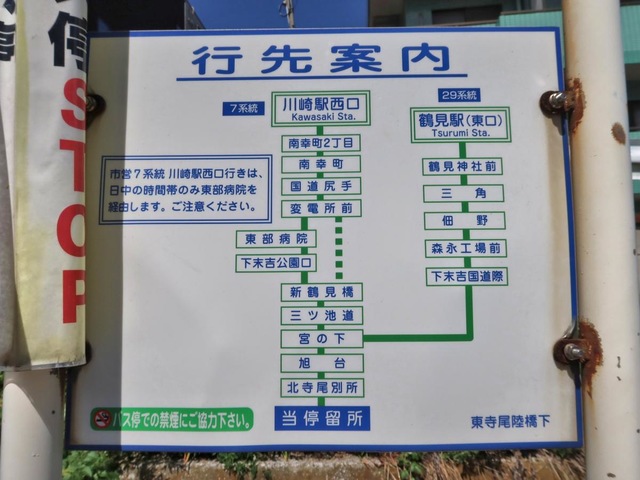 停
停
STOP
行先案内
7系統
川崎駅西口
Kawasaki Sta.
南幸町2丁目
南幸町
国道尻手
変電所前
東部病院
下末吉公園口
新鶴見橋
三ツ池道
宮の下
旭台
北寺尾別所
当停留所
29系統
鶴見駅(東口)
Tsurumi Sta.
鶴見神社前
三角
佃野
森永工場前
下末吉国道際
市営7系統 川崎駅西口行きは、
日中の時間帯のみ東部病院を
経由します。ご注意ください。
バス停での禁煙にご協力下さい。
東寺尾陸橋下